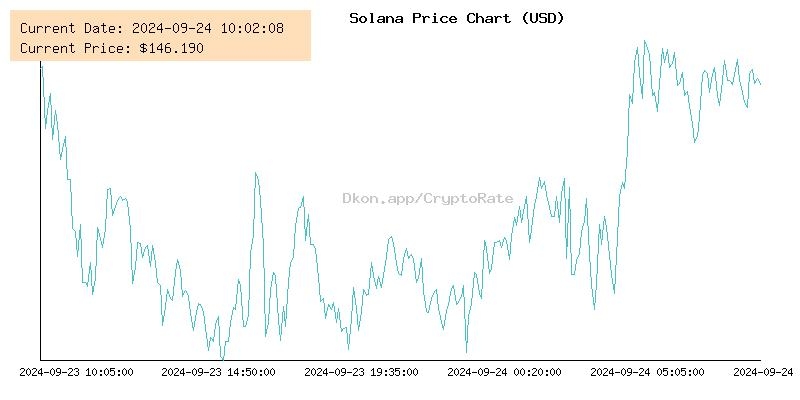 Solana Price Chart (USD)
Current Date: 2024-09-24 10:02:08
Current Price: $146.190
Dkon.app/CryptoRate
2024-09-23 10:05:00 2024-09-23 14:50:00 2024-09-23 19:35:00 2024-09-24 00:20:00 2024-09-24 05:05:00 2024-09-24